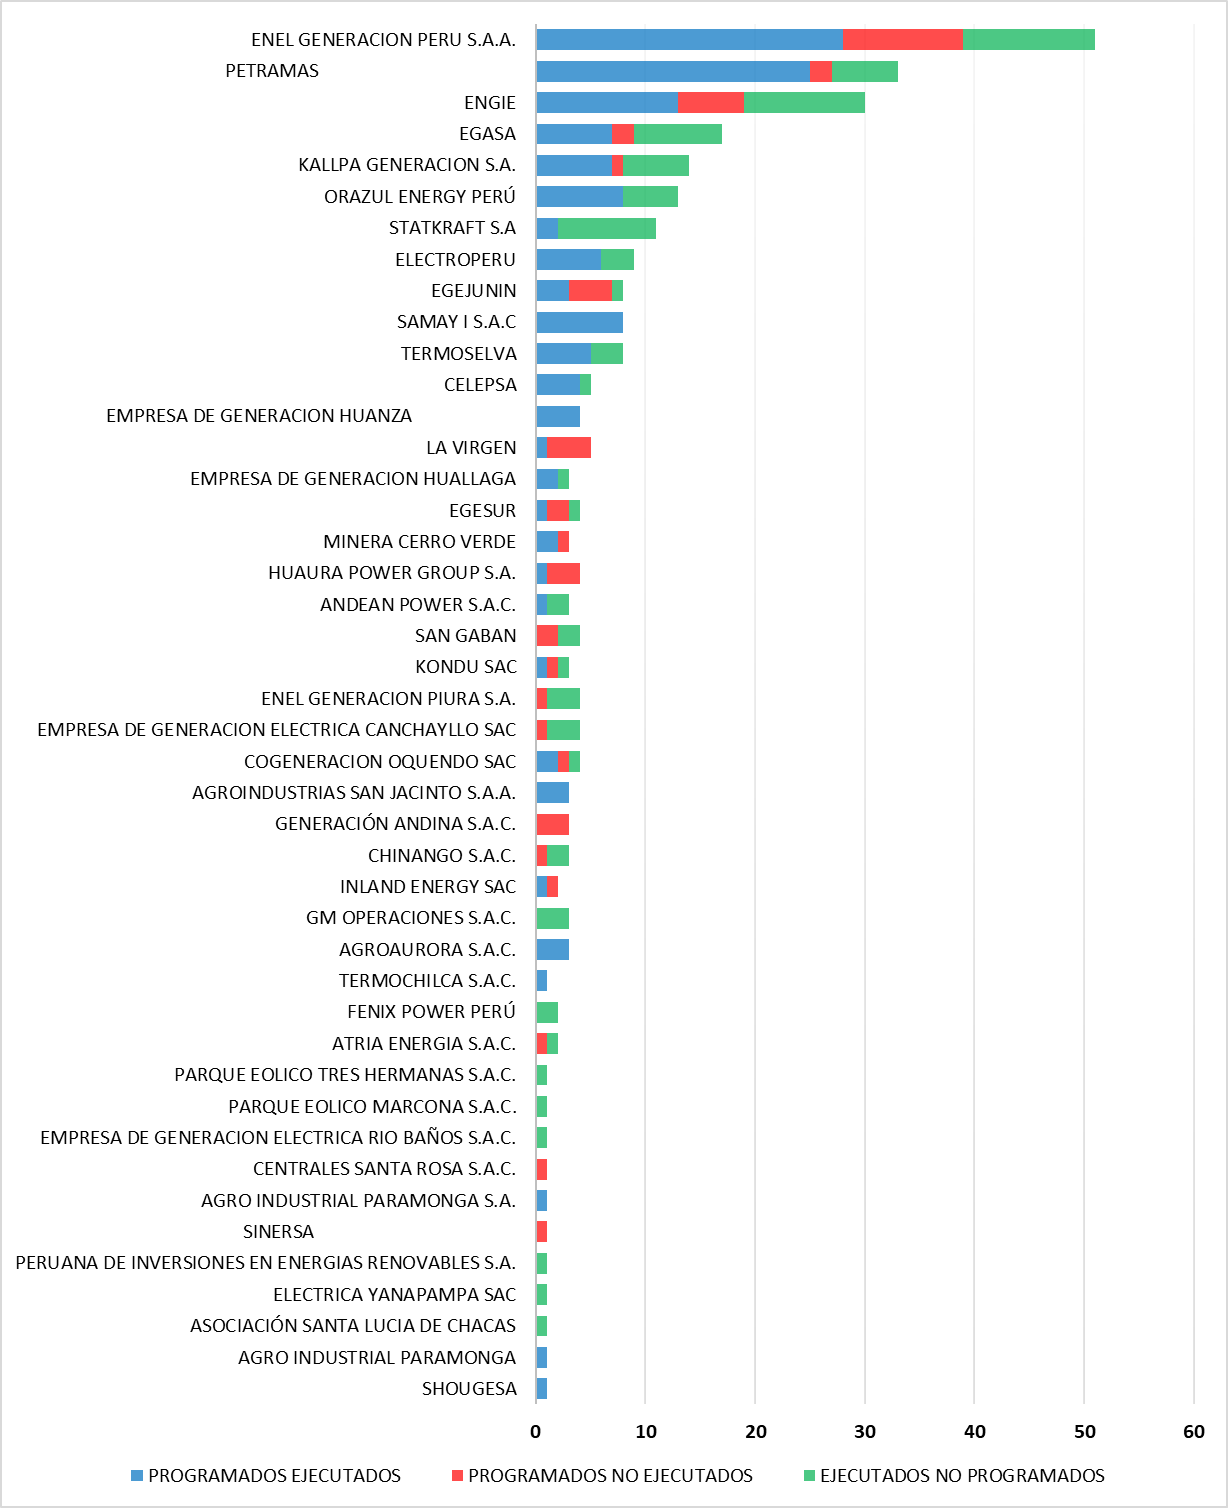 ENEL GENERACION PERU S.A.A.
PETRAMAS
ENGIE
EGASA
KALLPA GENERACION S.A.
ORAZUL ENERGY PERÚ
STATKRAFT S.A
ELECTROPERU
EGEJUNIN
SAMAY I S.A.C
TERMOSELVA
CELEPSA
EMPRESA DE GENERACION HUANZA
LA VIRGEN
EMPRESA DE GENERACION HUALLAGA
EGESUR
MINERA CERRO VERDE
HUAURA POWER GROUP S.A.
ANDEAN POWER S.A.C.
SAN GABAN
KONDU SAC
ENEL GENERACION PIURA S.A.
EMPRESA DE GENERACION ELECTRICA CANCHAYLLO SAC
COGENERACION OQUENDO SAC
AGROINDUSTRIAS SAN JACINTO S.A.A.
GENERACIÓN ANDINA S.A.C.
CHINANGO S.A.C.
INLAND ENERGY SAC
GM OPERACIONES S.A.C.
AGROAURORA S.A.C.
TERMOCHILCA S.A.C.
FENIX POWER PERÚ
ATRIA ENERGIA S.A.C.
PARQUE EOLICO TRES HERMANAS S.A.C.
PARQUE EOLICO MARCONA S.A.C.
EMPRESA DE GENERACION ELECTRICA RIO BAÑOS S.A.C.
CENTRALES SANTA ROSA S.A.C.
AGRO INDUSTRIAL PARAMONGA S.A.
SINERSA
PERUANA DE INVERSIONES EN ENERGIAS RENOVABLES S.A.
ELECTRICA YANAPAMPA SAC
ASOCIACIÓN SANTA LUCIA DE CHACAS
AGRO INDUSTRIAL PARAMONGA
SHOUGESA
0 10 20 30 40 50 60
PROGRAMADOS EJECUTADOS PROGRAMADOS NO EJECUTADOS EJECUTADOS NO PROGRAMADOS